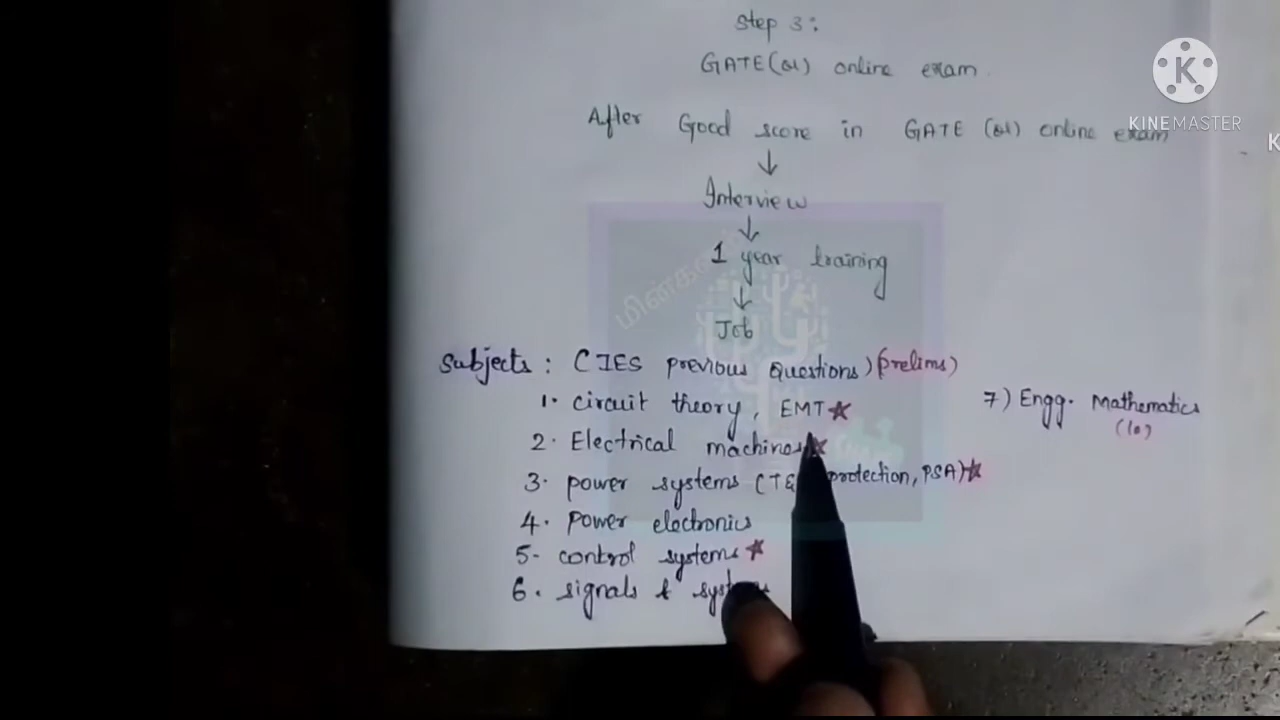 Step 3:
GATE (or) online exam.
After Good score in GATE (or) online exam
↓
Interview
↓
1 year training
↓
Job
Subjects : (IES previous Questions) (prelims)
1. circuit theory, EMT★
2. Electrical machines★
3. power systems (T& protection, PSA)★
4. Power electronics
5- control systems★
6. signals & systems
7) Engg. Mathematics
(10)
KINEMASTER
K